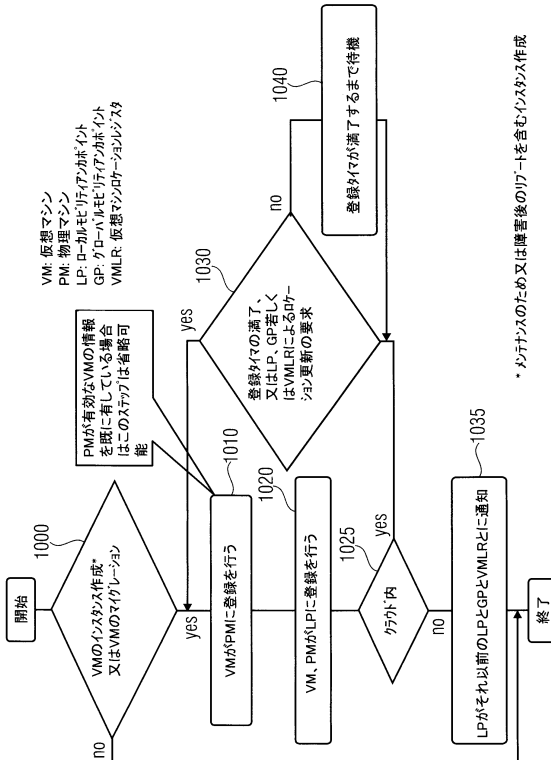 開始
VMのインスタンス作成*
又はVMのマイグレーション
1000
no
yes
PMが有効なVMの情報
を既に有している場合
はこのステップは省略可
能
VM: 仮想マシン
PM: 物理マシン
LP: ローカルモビリティアンカポイント
GP: グローバルモビリティアンカポイント
VMLR: 仮想マシンロケーションレジスタ
VMがPMに登録を行う
1010
yes
登録タイマの満了、
又はLP、GP若しく
はVMLRによるロケー
ション更新の要求
1030
no
登録タイマが満了するまで待機
1040
VM、PMがLPに登録を行う
1020
クラウド内
1025
yes
no
LPがそれ以前のLPとGPとVMLRとに通知
1035
終了
* メンテナンスのため又は障害後のリブートを含むインスタンス作成